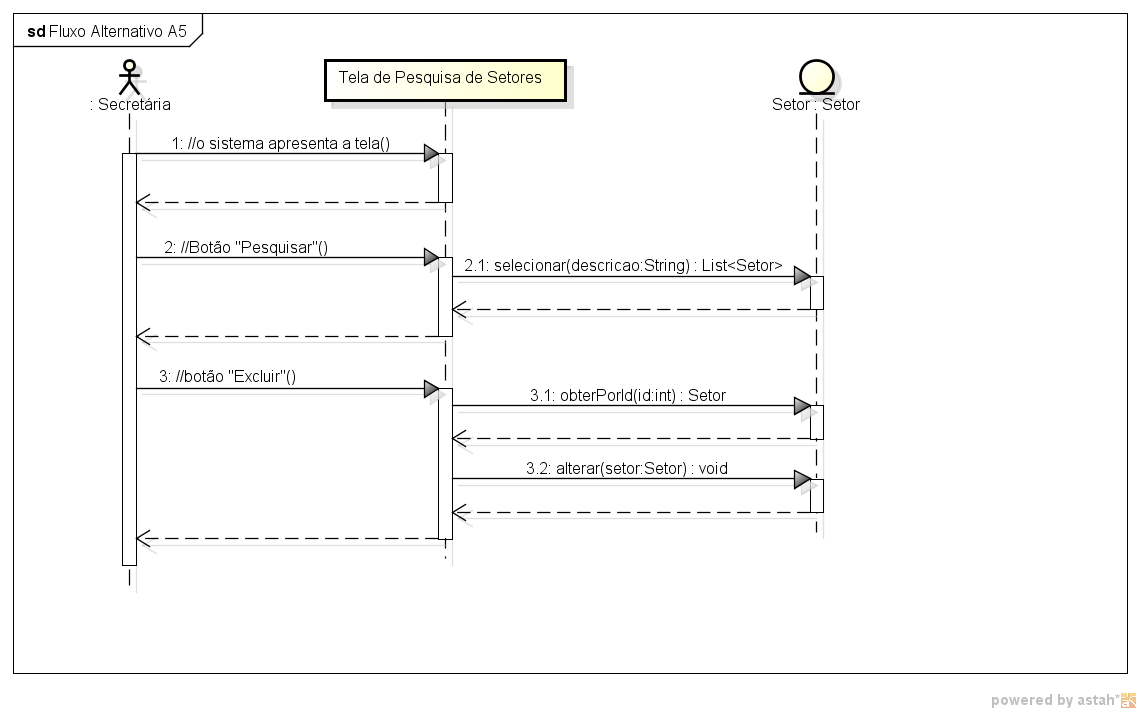 sd Fluxo Alternativo A5
: Secretária
Tela de Pesquisa de Setores
Setor : Setor
1: //o sistema apresenta a tela()
2: //Botão "Pesquisar"()
2.1: selecionar(descricao:String) : List<Setor>
3: //botão "Excluir"()
3.1: obterPorId(id:int) : Setor
3.2: alterar(setor:Setor) : void
powered by astah*